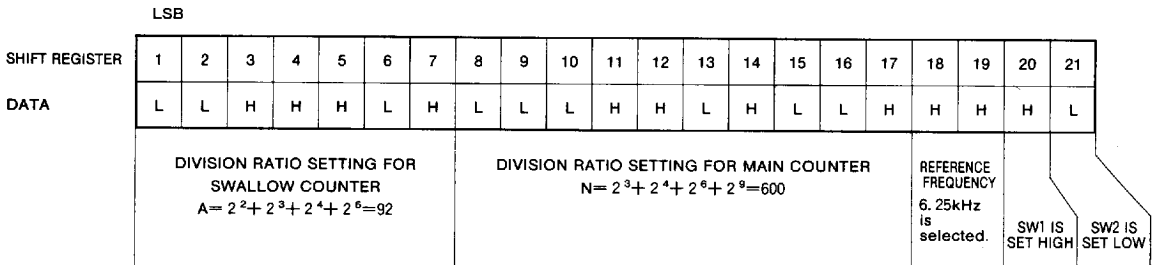 LSB
SHIFT REGISTER 1 2 3 4 5 6 7 8 9 10 11 12 13 14 15 16 17 18 19 20 21
DATA L L H H H L H L L L H H L H L L H H H H L
DIVISION RATIO SETTING FOR
SWALLOW COUNTER
A= 2² + 2³ + 2⁴ + 2⁶=92
DIVISION RATIO SETTING FOR MAIN COUNTER
N= 2³ + 2⁴ + 2⁶ + 2⁹=600
REFERENCE
FREQUENCY
6.25kHz
is
selected.
SW1 IS
SET HIGH
SW2 IS
SET LOW